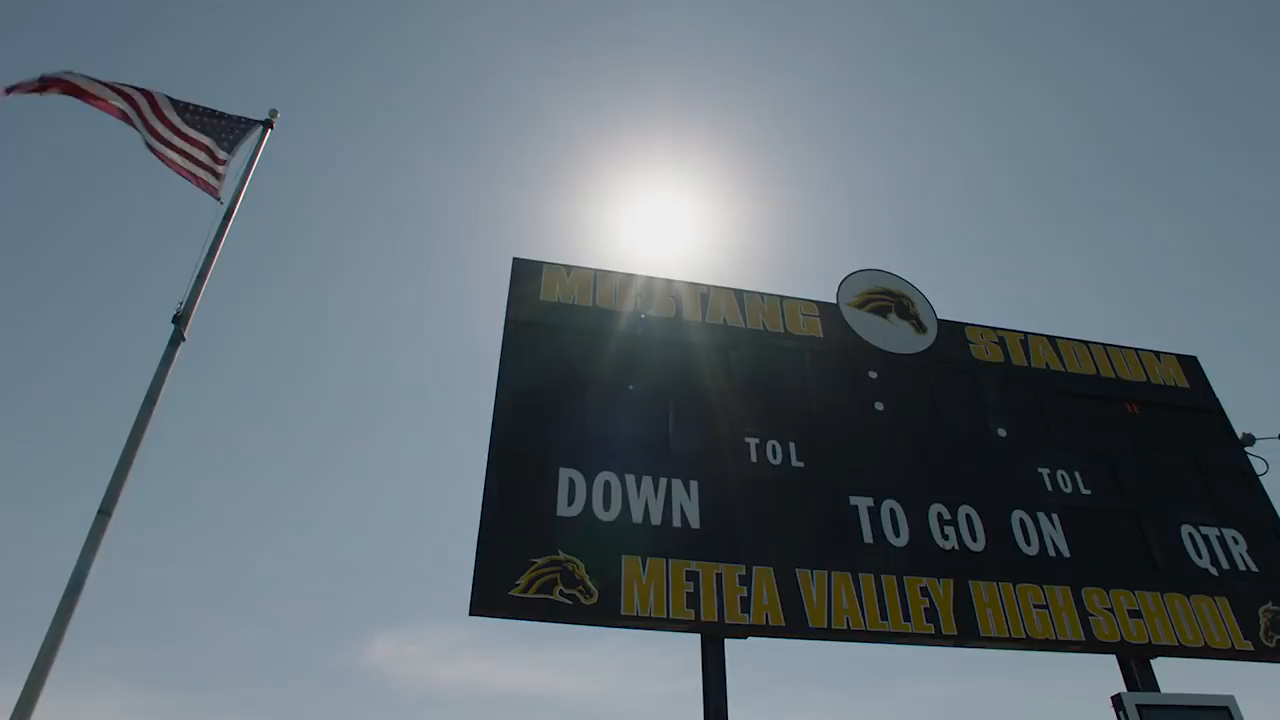 MUSTANG STADIUM
TOL TOL
DOWN TO GO ON QTR
METEA VALLEY HIGH SCHOOL